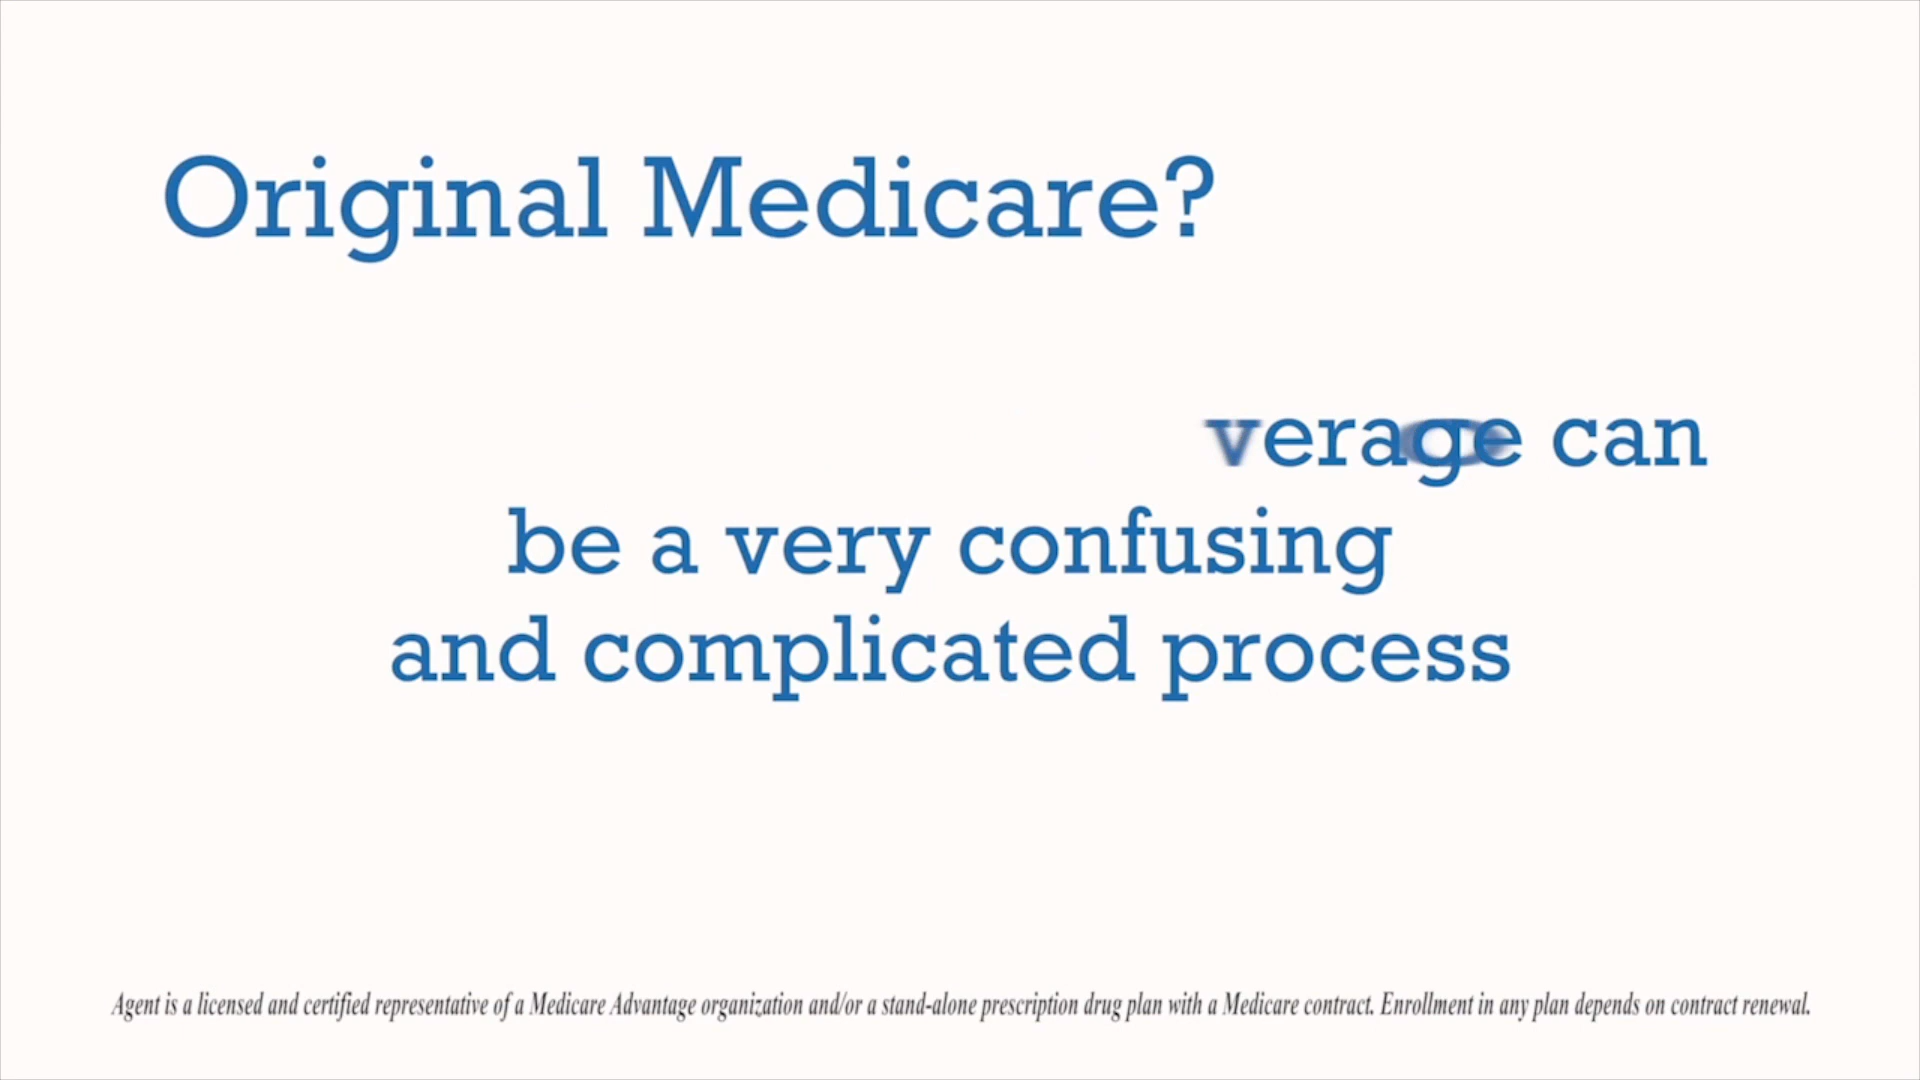 Original Medicare?
verage can
be a very confusing
and complicated process
Agent is a licensed and certified representative of a Medicare Advantage organization and/or a stand-alone prescription drug plan with a Medicare contract. Enrollment in any plan depends on contract renewal.